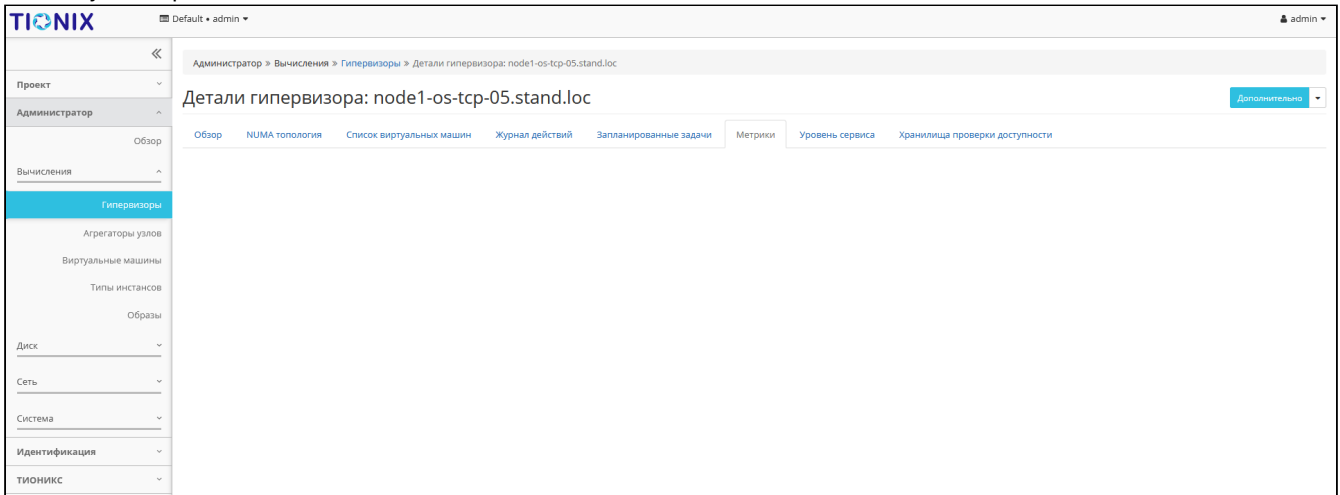 TIONIX
Default • admin
admin
Администратор » Вычисления » Гипервизоры » Детали гипервизора: node1-os-tcp-05.stand.loc
Проект
Администратор
Обзор
Вычисления
Гипервизоры
Агрегаторы узлов
Виртуальные машины
Типы инстансов
Образы
Диск
Сеть
Система
Идентификация
ТИОНИКС
Детали гипервизора: node1-os-tcp-05.stand.loc
Дополнительно
Обзор NUMA топология Список виртуальных машин Журнал действий Запланированные задачи Метрики Уровень сервиса Хранилища проверки доступности